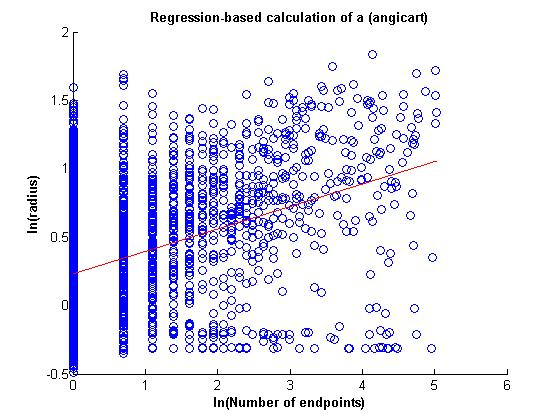 Regression-based calculation of a (angicart)
2
1.5
1
0.5
0
-0.5
ln(radius)
0 1 2 3 4 5 6
ln(Number of endpoints)